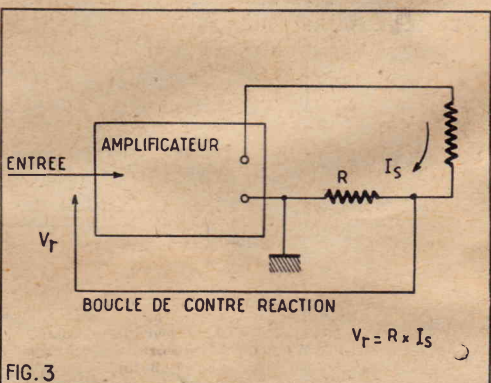 AMPLIFICATEUR
ENTREE
R
Is
Vr
BOUCLE DE CONTRE REACTION
Vr = R x Is
FIG. 3